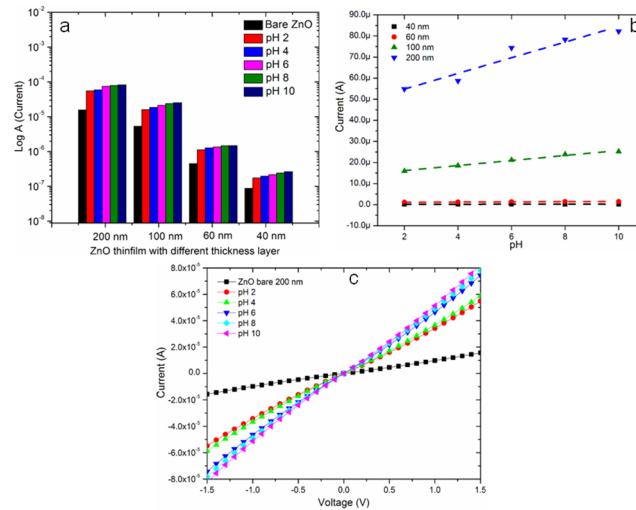 a
Bare ZnO
pH 2
pH 4
pH 6
pH 8
pH 10
Log A (Current)
10⁻³
10⁻⁴
10⁻⁵
10⁻⁶
10⁻⁷
10⁻⁸
200 nm 100 nm 60 nm 40 nm
ZnO thinfilm with different thickness layer
b
40 nm
60 nm
100 nm
200 nm
Current (A)
90.0µ
80.0µ
70.0µ
60.0µ
50.0µ
40.0µ
30.0µ
20.0µ
10.0µ
0.0
-10.0µ
2 4 6 8 10
pH
c
ZnO bare 200 nm
pH 2
pH 4
pH 6
pH 8
pH 10
Current (A)
8.0x10⁻⁵
6.0x10⁻⁵
4.0x10⁻⁵
2.0x10⁻⁵
0.0
-2.0x10⁻⁵
-4.0x10⁻⁵
-6.0x10⁻⁵
-8.0x10⁻⁵
-1.5 -1.0 -0.5 0.0 0.5 1.0 1.5
Voltage (V)